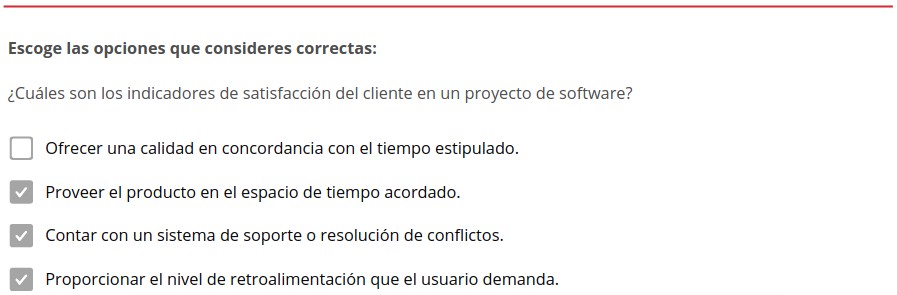 Escoge las opciones que consideres correctas:
¿Cuáles son los indicadores de satisfacción del cliente en un proyecto de software?
Ofrecer una calidad en concordancia con el tiempo estipulado.
Proveer el producto en el espacio de tiempo acordado.
Contar con un sistema de soporte o resolución de conflictos.
Proporcionar el nivel de retroalimentación que el usuario demanda.